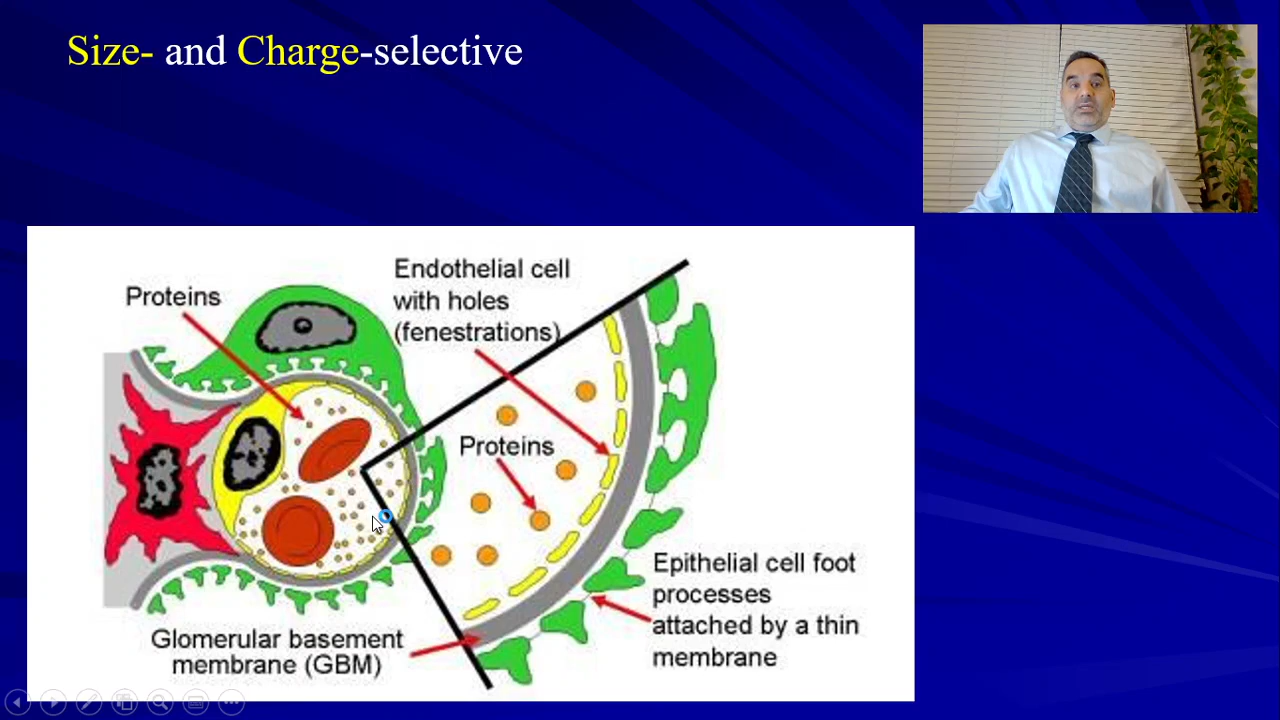 Size- and Charge-selective
Proteins
Endothelial cell
with holes
(fenestrations)
Proteins
Epithelial cell foot
processes
attached by a thin
membrane
Glomerular basement
membrane (GBM)